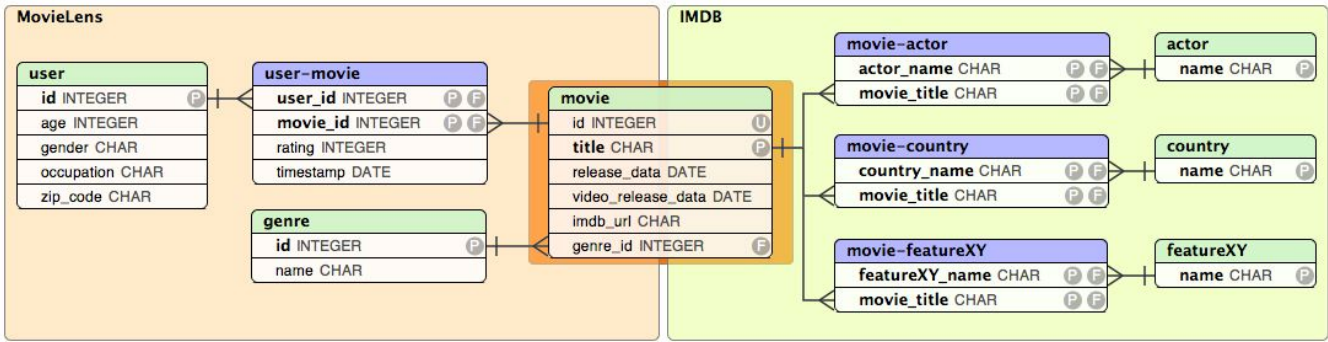 MovieLens
user
id INTEGER P
age INTEGER
gender CHAR
occupation CHAR
zip_code CHAR
user-movie
user_id INTEGER P F
movie_id INTEGER P F
rating INTEGER
timestamp DATE
genre
id INTEGER P
name CHAR
movie
id INTEGER U
title CHAR P
release_data DATE
video_release_data DATE
imdb_url CHAR
genre_id INTEGER F
IMDB
movie-actor
actor_name CHAR P F
movie_title CHAR P F
actor
name CHAR P
movie-country
country_name CHAR P F
movie_title CHAR P F
country
name CHAR P
movie-featureXY
featureXY_name CHAR P F
movie_title CHAR P F
featureXY
name CHAR P